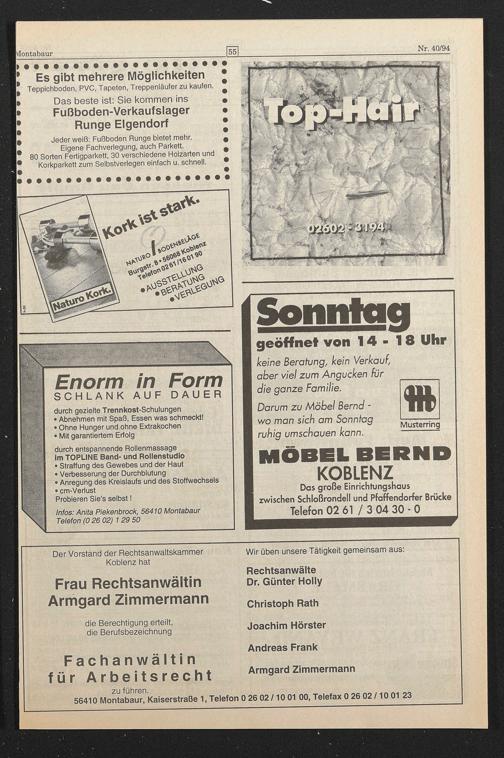 Montabaur
55
Nr. 40/94
Es gibt mehrere Möglichkeiten
Teppichboden, PVC, Tapeten, Treppenläufer zu kaufen.
Das beste ist: Sie kommen ins
Fußboden-Verkaufslager
Runge Elgendorf
Jeder weiß: Fußboden Runge bietet mehr.
Eigene Fachverlegung, auch Parkett.
80 Sorten Fertigparkett, 30 verschiedene Holzarten und
Korkparkett zum Selbstverlegen einfach u. schnell.
Top-Hair
02602 - 3194
Kork ist stark.
NATURO BODENBELÄGE
Burgstr. 8 • 56068 Koblenz
Telefon 02 61/16 01 90
• AUSSTELLUNG
• BERATUNG
• VERLEGUNG
Naturo Kork.
Enorm in Form
SCHLANK AUF DAUER
durch gezielte Trennkost-Schulungen
• Abnehmen mit Spaß, Essen was schmeckt!
• Ohne Hunger und ohne Extrakochen
• Mit garantiertem Erfolg
durch entspannende Rollenmassage
im TOPLINE Band- und Rollenstudio
• Straffung des Gewebes und der Haut
• Verbesserung der Durchblutung
• Anregung des Kreislaufs und des Stoffwechsels
• cm-Verlust
Probieren Sie's selbst !
Infos: Anita Piekenbrock, 56410 Montabaur
Telefon (0 26 02) 1 29 50
Sonntag
geöffnet von 14 - 18 Uhr
keine Beratung, kein Verkauf,
aber viel zum Angucken für
die ganze Familie.
Darum zu Möbel Bernd -
wo man sich am Sonntag
ruhig umschauen kann.
Musterring
MÖBEL BERND
KOBLENZ
Das große Einrichtungshaus
zwischen Schloßrondell und Pfaffendorfer Brücke
Telefon 02 61 / 3 04 30 - 0
Der Vorstand der Rechtsanwaltskammer
Koblenz hat
Frau Rechtsanwältin
Armgard Zimmermann
die Berechtigung erteilt,
die Berufsbezeichnung
Fachanwältin
für Arbeitsrecht
zu führen.
Wir üben unsere Tätigkeit gemeinsam aus:
Rechtsanwälte
Dr. Günter Holly
Christoph Rath
Joachim Hörster
Andreas Frank
Armgard Zimmermann
56410 Montabaur, Kaiserstraße 1, Telefon 0 26 02 / 10 01 00, Telefax 0 26 02 / 10 01 23